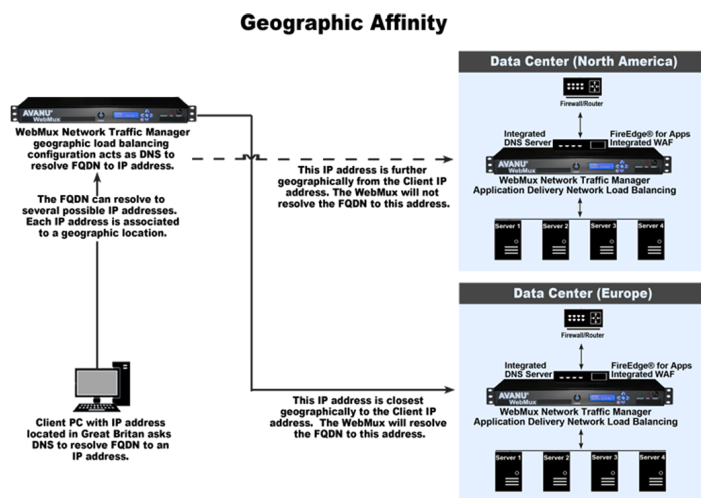 Geographic Affinity
AVANU
WebMux
WebMux Network Traffic Manager
geographic load balancing
configuration acts as DNS to
resolve FQDN to IP address.
The FQDN can resolve to
several possible IP addresses.
Each IP address is associated
to a geographic location.
Client PC with IP address
located in Great Britan asks
DNS to resolve FQDN to an
IP address.
This IP address is further
geographically from the Client IP
address. The WebMux will not
resolve the FQDN to this address.
This IP address is closest
geographically to the Client IP
address. The WebMux will resolve
the FQDN to this address.
Data Center (North America)
Firewall/Router
Integrated
DNS Server
FireEdge® for Apps
Integrated WAF
AVANU
WebMux
WebMux Network Traffic Manager
Application Delivery Network Load Balancing
Server 1
Server 2
Server 3
Server 4
Data Center (Europe)
Firewall/Router
Integrated
DNS Server
FireEdge® for Apps
Integrated WAF
AVANU
WebMux
WebMux Network Traffic Manager
Application Delivery Network Load Balancing
Server 1
Server 2
Server 3
Server 4